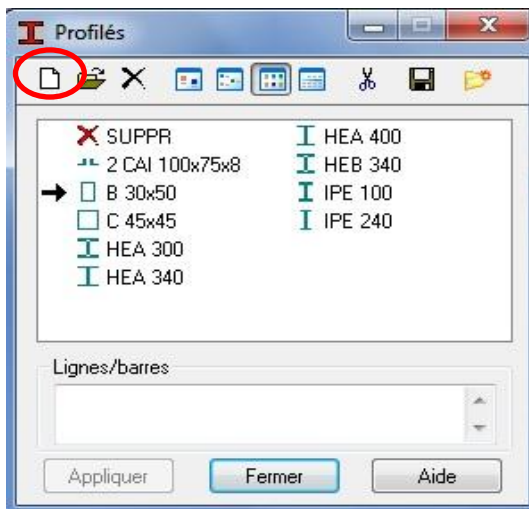 Profilés
SUPPR
2 CAI 100x75x8
B 30x50
C 45x45
HEA 300
HEA 340
HEA 400
HEB 340
IPE 100
IPE 240
Lignes/barres
Appliquer Fermer Aide